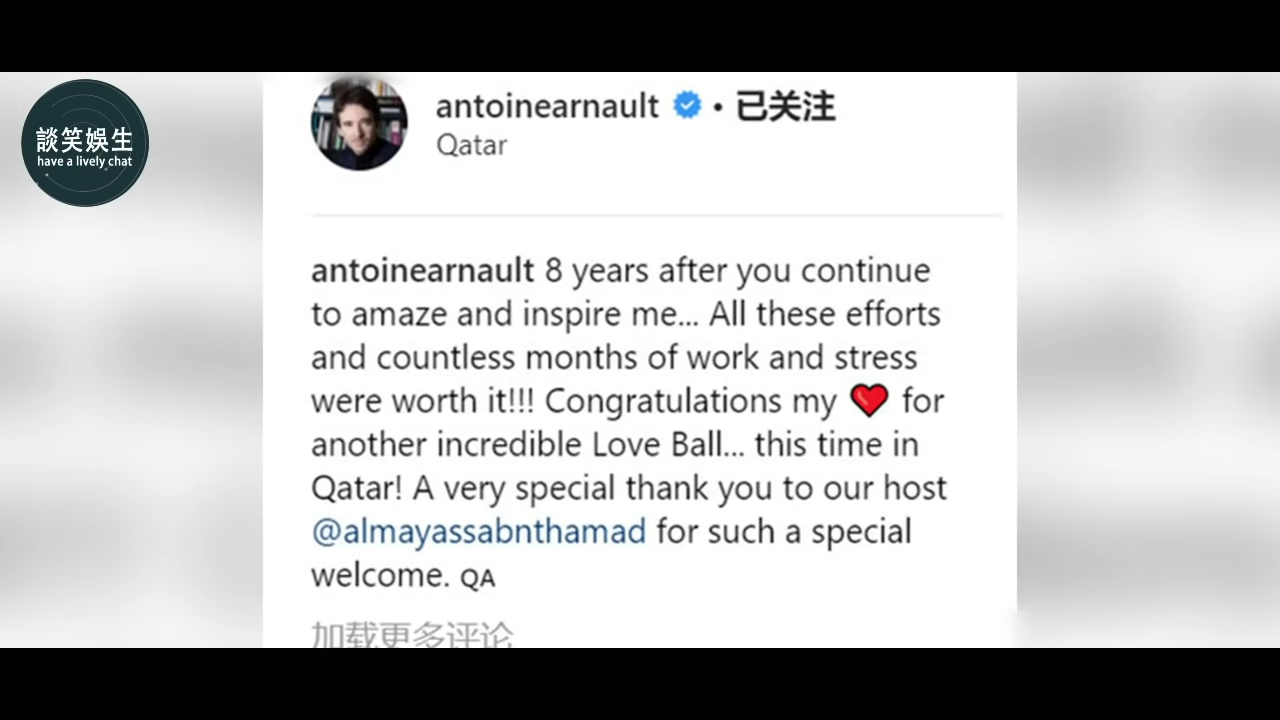 談笑娱生
have a lively chat
antoinearnault • 已关注
Qatar
antoinearnault 8 years after you continue
to amaze and inspire me... All these efforts
and countless months of work and stress
were worth it!!! Congratulations my ❤️ for
another incredible Love Ball... this time in
Qatar! A very special thank you to our host
@almayassabnthamad for such a special
welcome. QA
加载更多评论